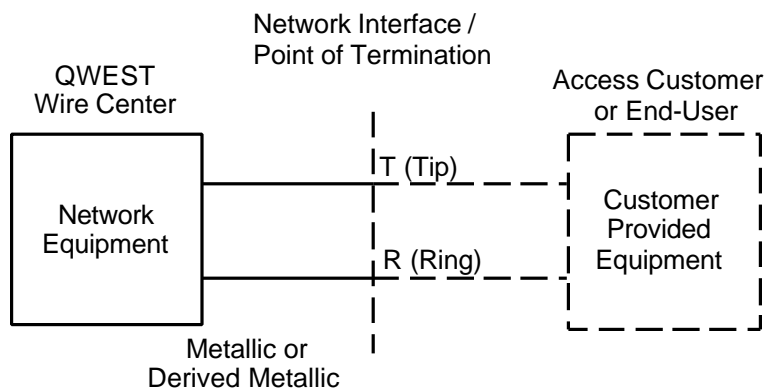 Network Interface /
Point of Termination
QWEST
Wire Center
Access Customer
or End-User
T (Tip)
Network
Equipment
Customer
Provided
Equipment
R (Ring)
Metallic or
Derived Metallic